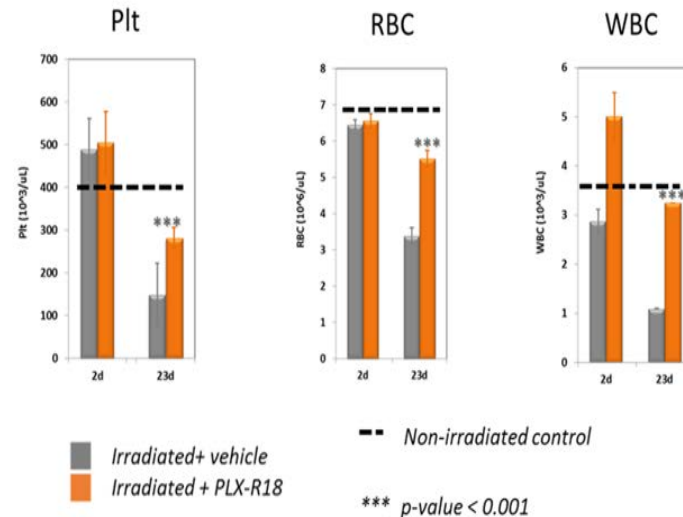 Plt
RBC
WBC
700
600
500
400
300
200
100
0
Plt (10^3/uL)
2d
23d
***
8
7
6
5
4
3
2
1
0
RBC (10^6/uL)
2d
23d
***
6
5
4
3
2
1
0
WBC (10^3/uL)
2d
23d
***
Irradiated+ vehicle
Irradiated + PLX-R18
Non-irradiated control
*** p-value < 0.001